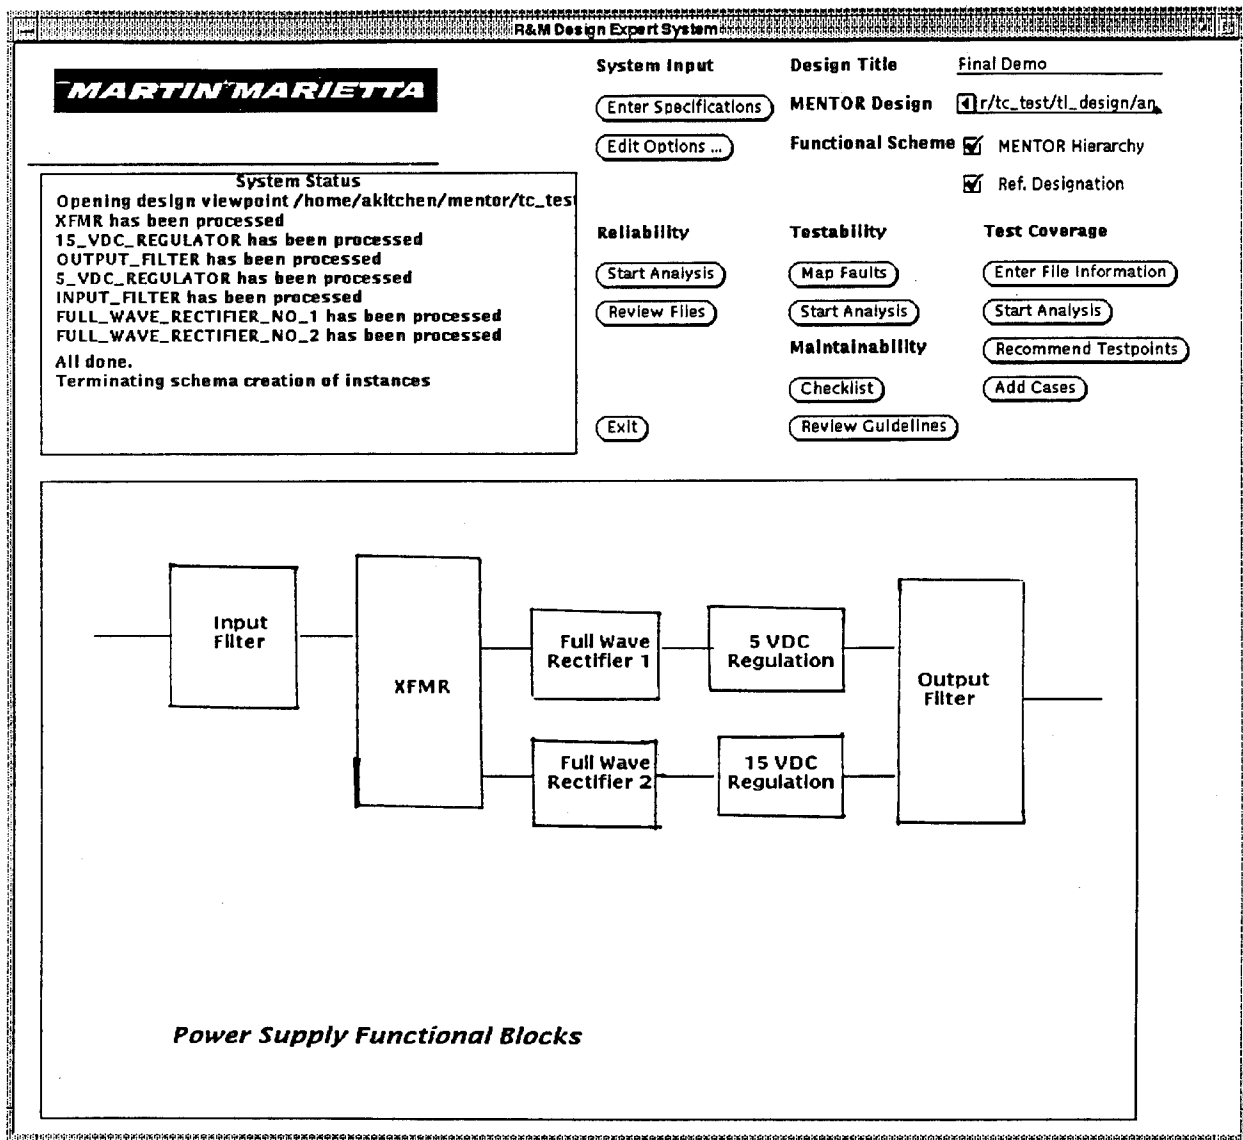 R&M Design Expert System
MARTIN MARIETTA
System Input
Enter Specifications
Edit Options ...
Design Title
Final Demo
MENTOR Design
r/tc_test/tl_design/an
Functional Scheme
MENTOR Hierarchy
Ref. Designation
System Status
Opening design viewpoint /home/akitchen/mentor/tc_test
XFMR has been processed
15_VDC_REGULATOR has been processed
OUTPUT_FILTER has been processed
5_VDC_REGULATOR has been processed
INPUT_FILTER has been processed
FULL_WAVE_RECTIFIER_NO_1 has been processed
FULL_WAVE_RECTIFIER_NO_2 has been processed
All done.
Terminating schema creation of instances
Reliability
Start Analysis
Review Files
Exit
Testability
Map Faults
Start Analysis
Maintainability
Checklist
Review Guidelines
Test Coverage
Enter File Information
Start Analysis
Recommend Testpoints
Add Cases
Input
Filter
XFMR
Full Wave
Rectifier 1
5 VDC
Regulation
Full Wave
Rectifier 2
15 VDC
Regulation
Output
Filter
Power Supply Functional Blocks